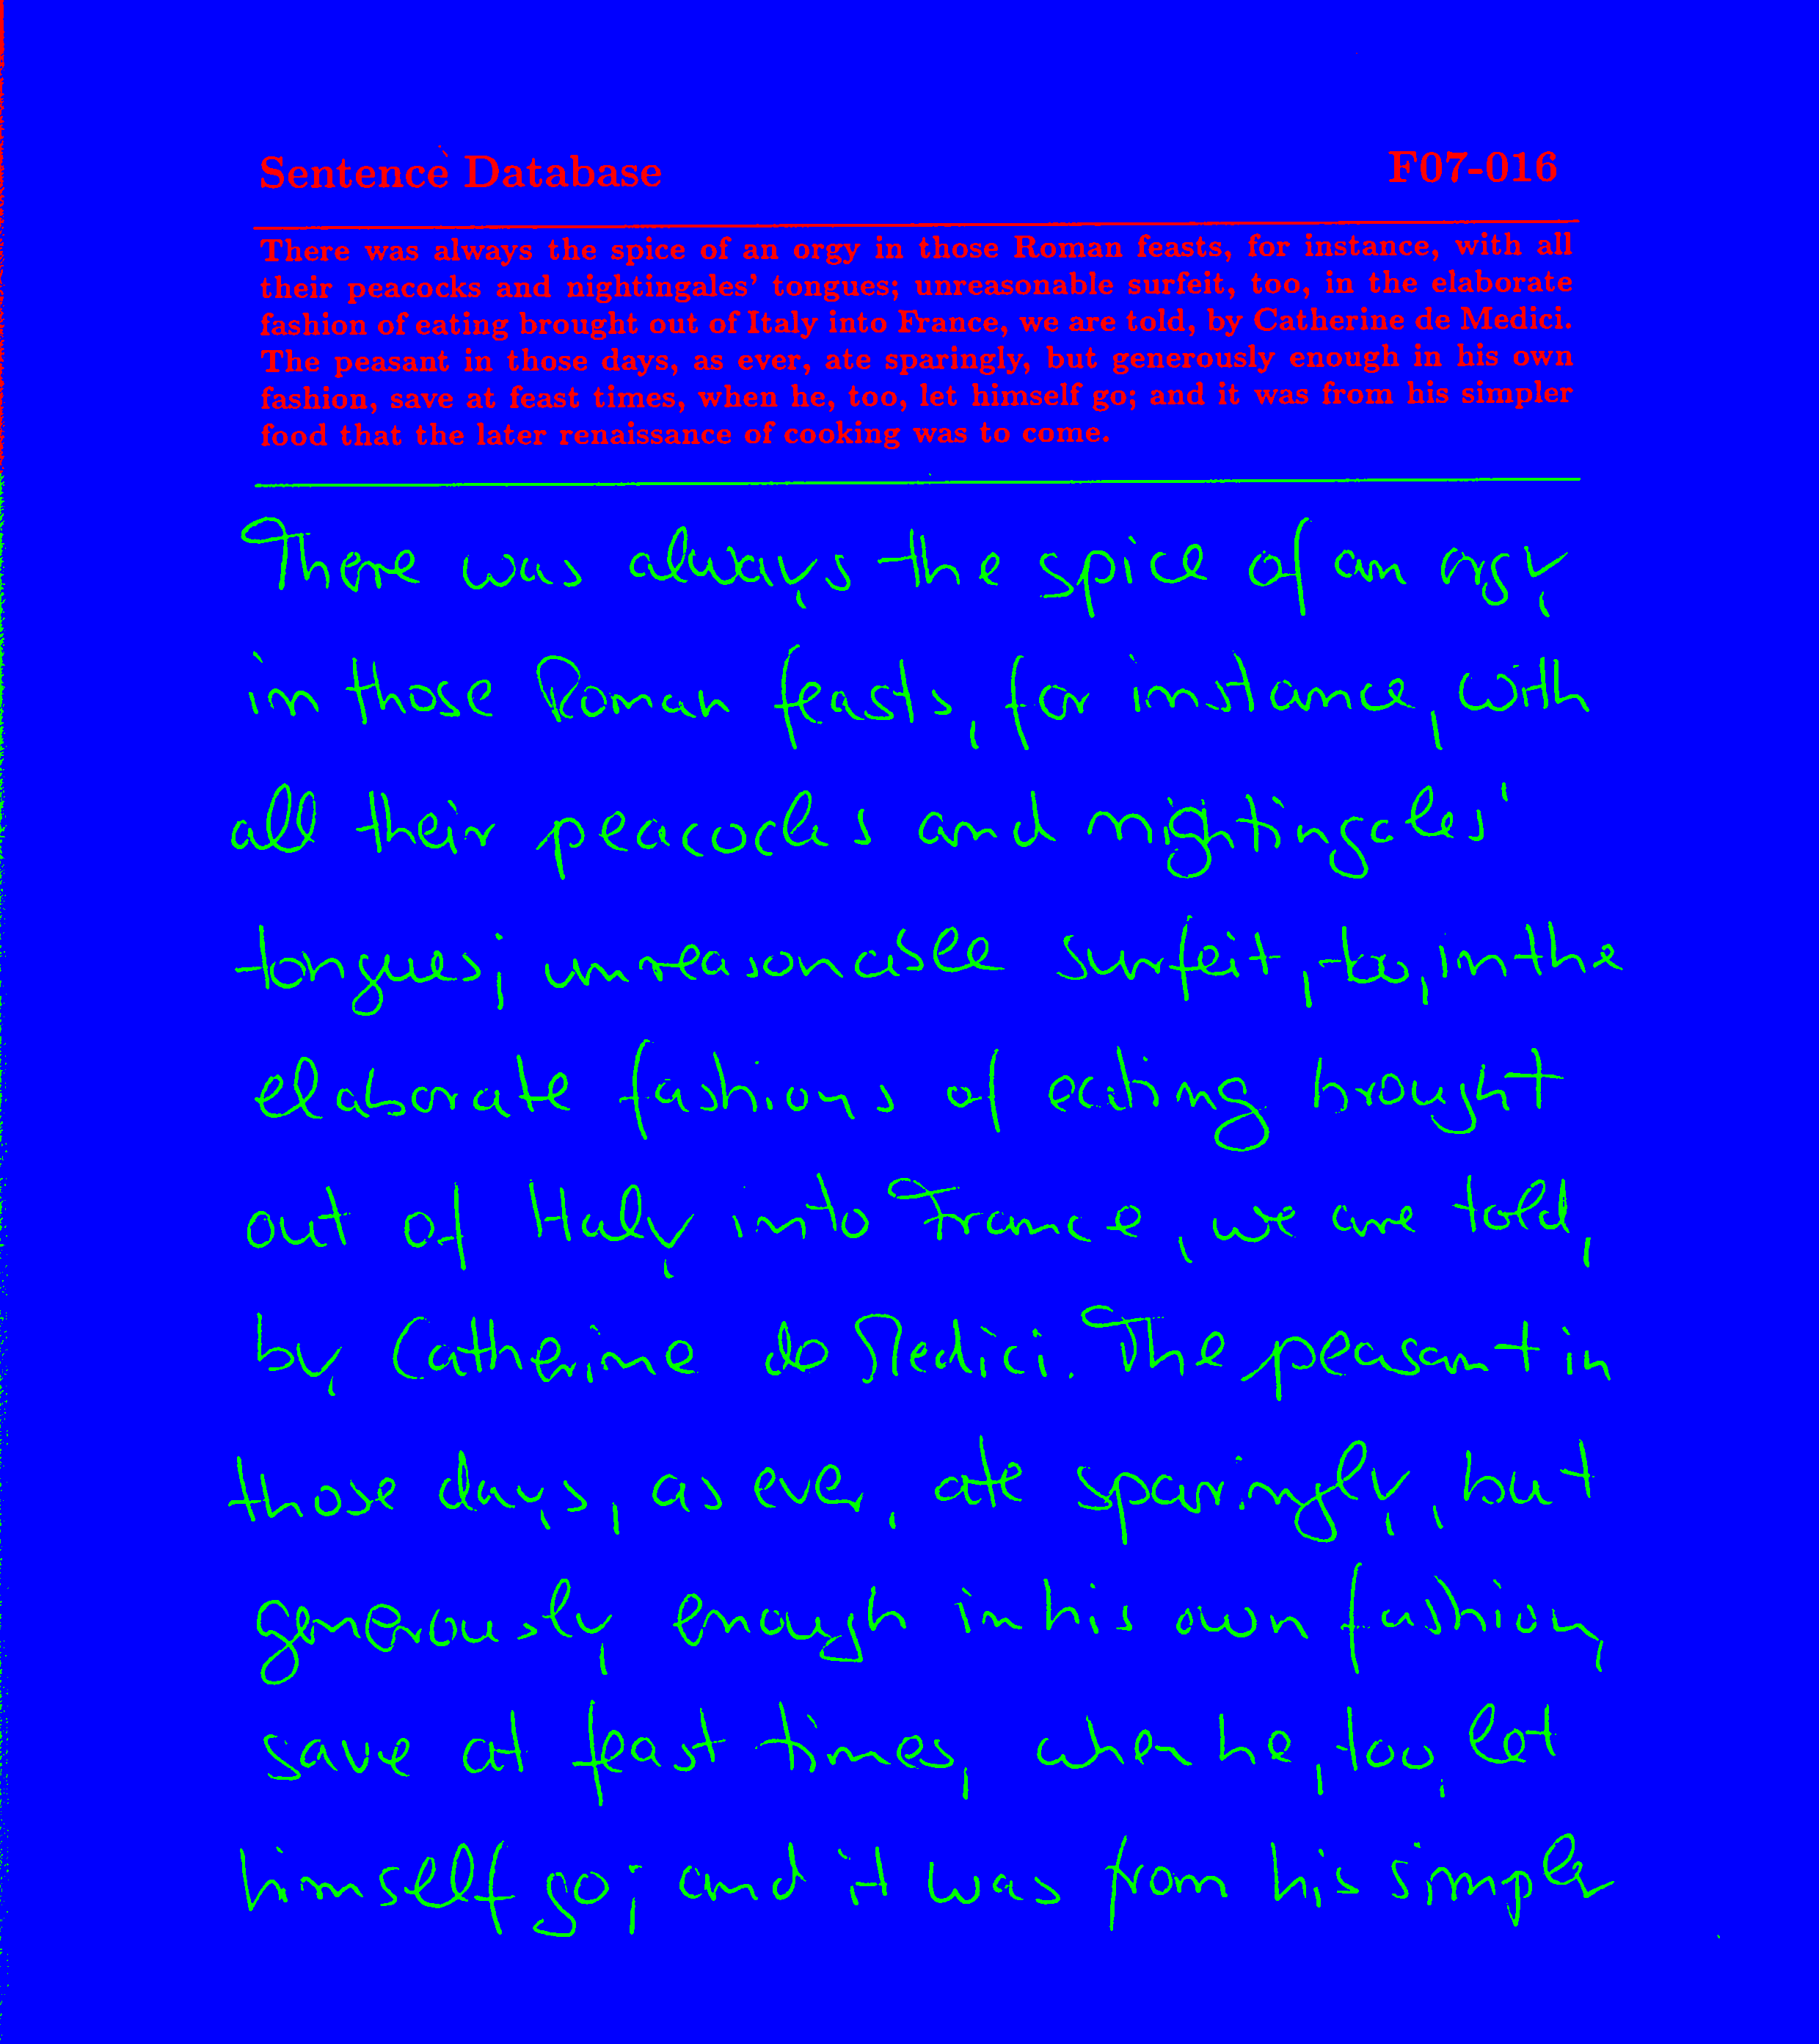 Sentence Database F07-016
There was always the spice of an orgy in those Roman feasts, for instance, with all
their peacocks and nightingales' tongues; unreasonable surfeit, too, in the elaborate
fashion of eating brought out of Italy into France, we are told, by Catherine de Medici.
The peasant in those days, as ever, ate sparingly, but generously enough in his own
fashion, save at feast times, when he, too, let himself go; and it was from his simpler
food that the later renaissance of cooking was to come.
There was always the spice of an orgy
in those Roman feasts, for instance, with
all their peacocks and nightingales'
tongues; unreasonable surfeit, too, in the
elaborate fashions of eating brought
out of Italy into France, we are told,
by Catherine de Medici. The peasant in
those days, as ever, ate sparingly, but
generously enough in his own fashion,
save at feast times, when he, too, let
himself go; and it was from his simpler